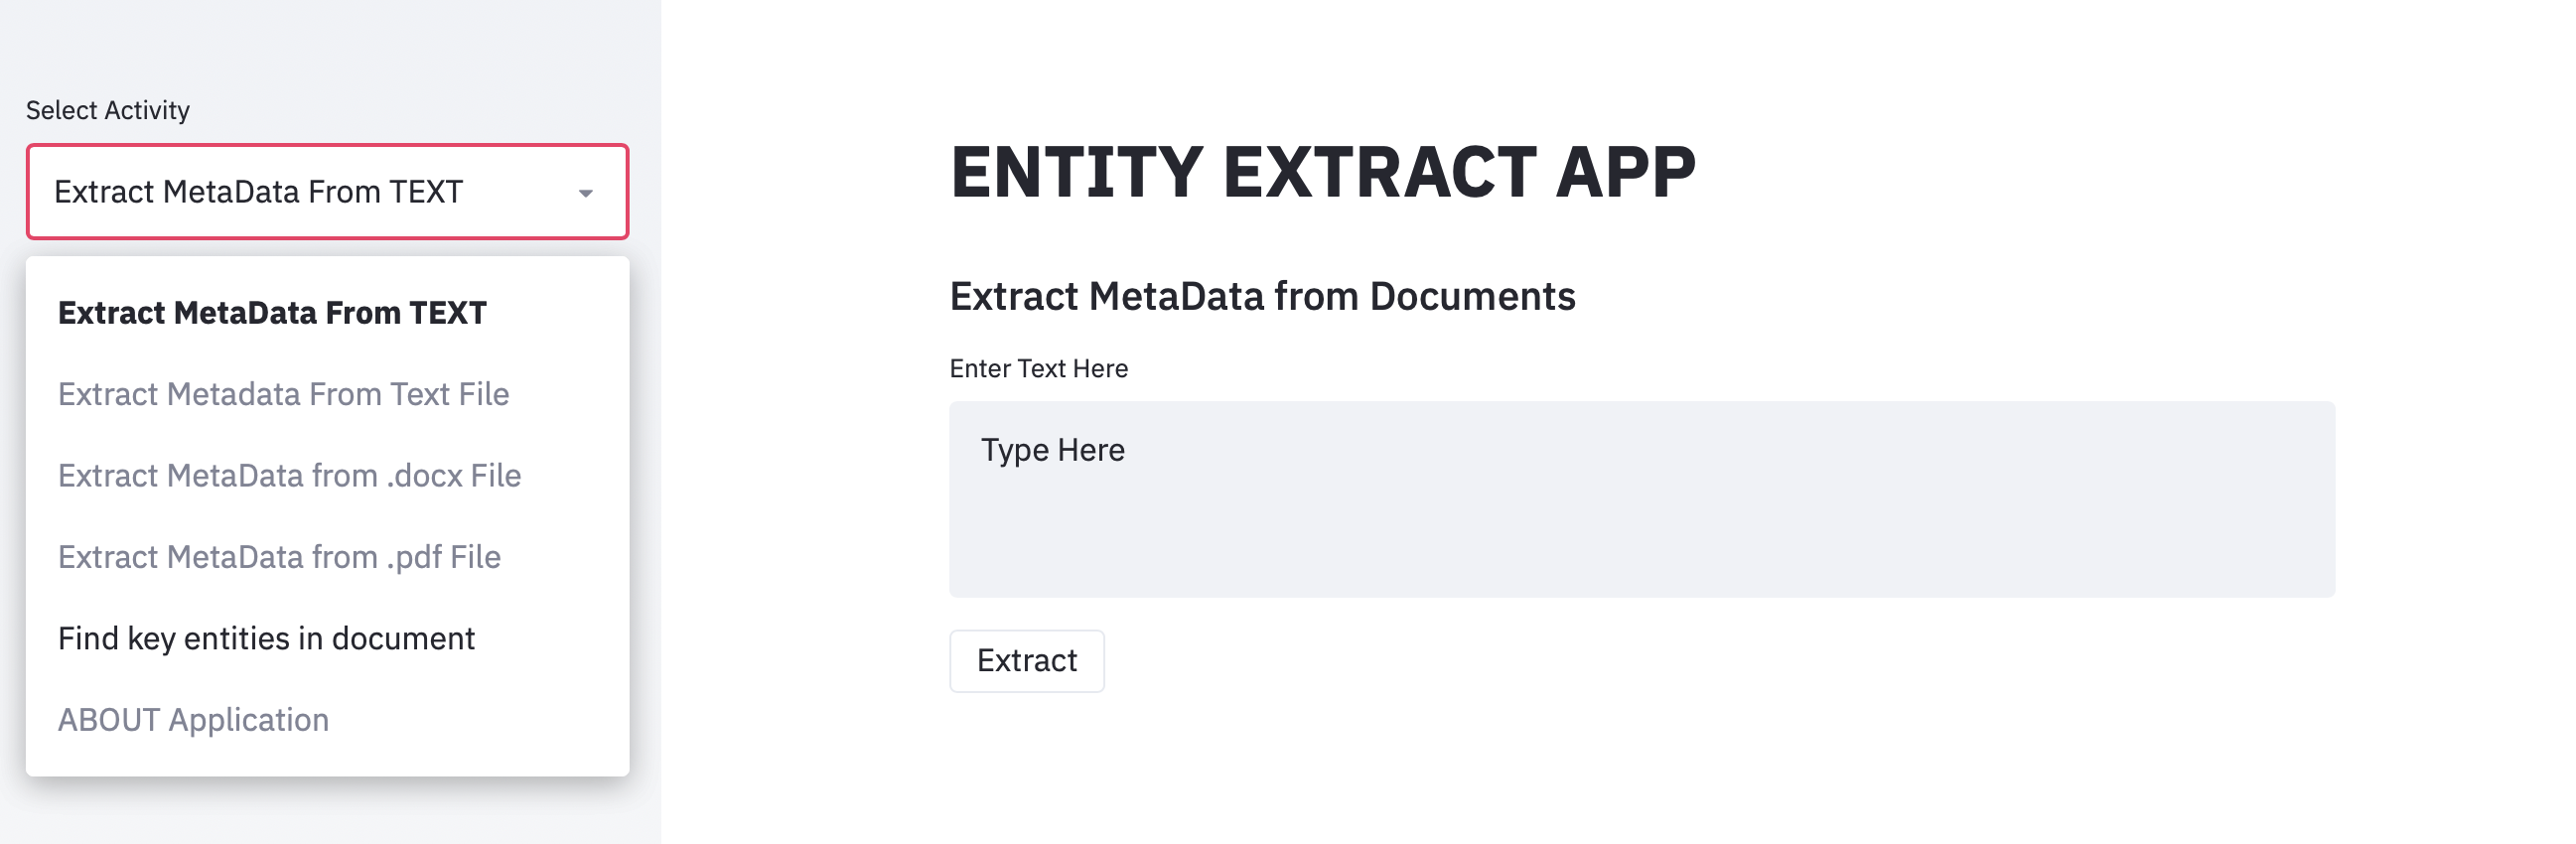 Select Activity
Extract MetaData From TEXT
Extract MetaData From TEXT
Extract Metadata From Text File
Extract MetaData from .docx File
Extract MetaData from .pdf File
Find key entities in document
ABOUT Application
ENTITY EXTRACT APP
Extract MetaData from Documents
Enter Text Here
Type Here
Extract